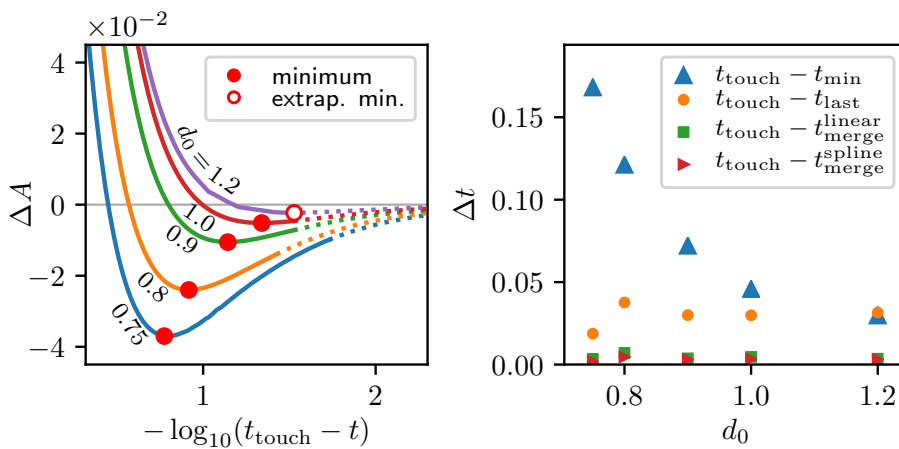 ×10⁻²
4
2
0
−2
−4
ΔA
minimum
extrap. min.
d₀ = 1.2
1.0
0.9
0.8
0.75
1
2
− log₁₀(t_touch − t)
0.15
0.10
0.05
0.00
Δt
t_touch − t_min
t_touch − t_last
t_touch − t_merge^linear
t_touch − t_merge^spline
0.8
1.0
1.2
d₀